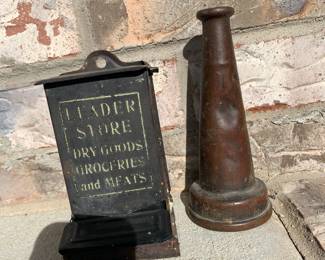 LEADER
STORE
DRY GOODS
GROCERIES
and MEATS